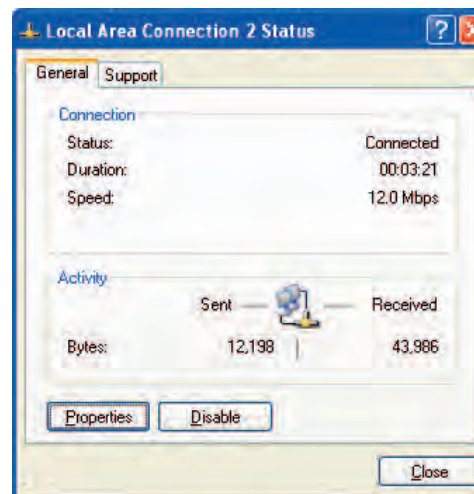 Local Area Connection 2 Status
General Support
Connection
Status: Connected
Duration: 00:03:21
Speed: 12.0 Mbps
Activity
Sent Received
Bytes: 12,198 43,986
Properties Disable
Close